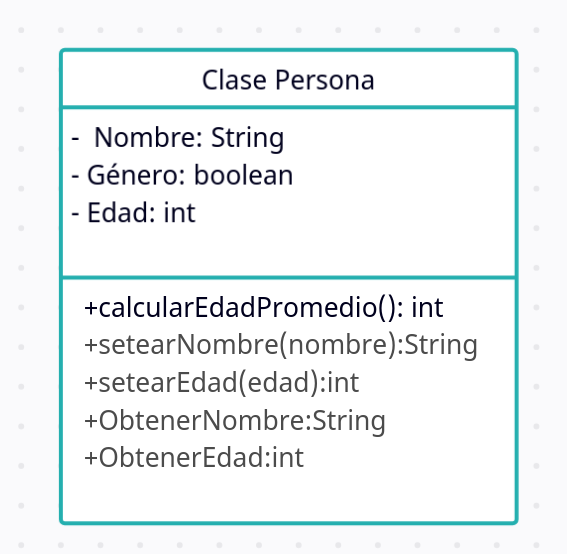 Clase Persona
-  Nombre: String
- Género: boolean
- Edad: int
+calcularEdadPromedio(): int
+setearNombre(nombre):String
+setearEdad(edad):int
+ObtenerNombre:String
+ObtenerEdad:int